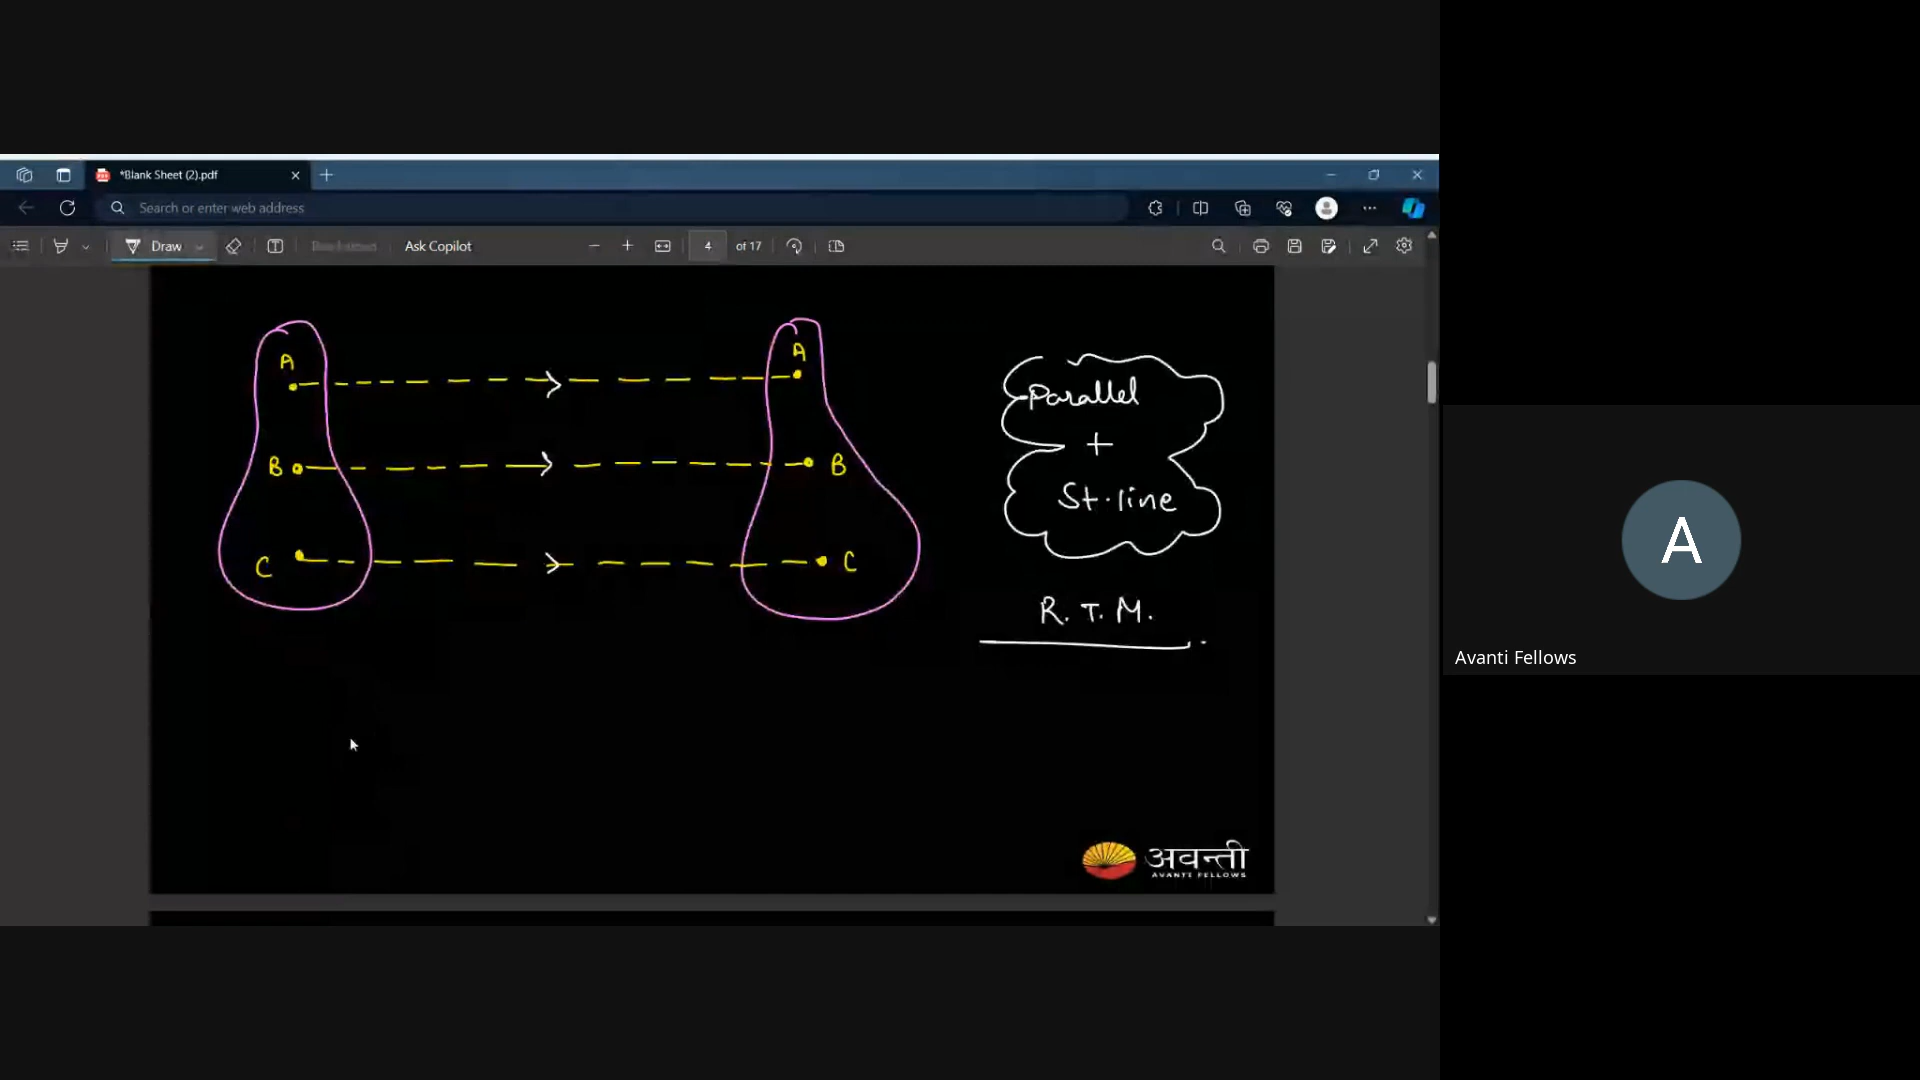 *Blank Sheet (2).pdf
Search or enter web address
Draw
Ask Copilot
4 of 17
A
A
Parallel
+
St. line
B
B
C
C
R. T. M.
अवन्ती
AVANTI FELLOWS
A
Avanti Fellows